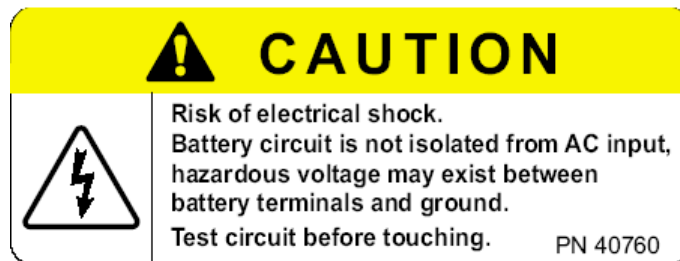 CAUTION
Risk of electrical shock.
Battery circuit is not isolated from AC input,
hazardous voltage may exist between
battery terminals and ground.
Test circuit before touching.
PN 40760